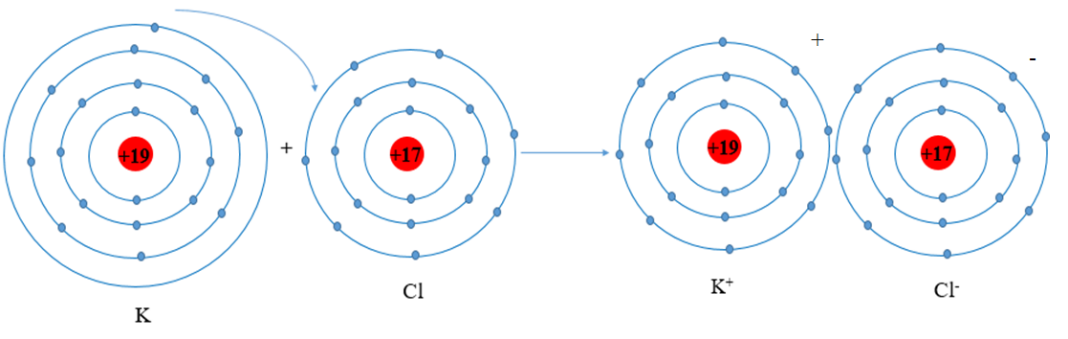 + -
+19 + +17 +19 +17
K Cl K⁺ Cl⁻